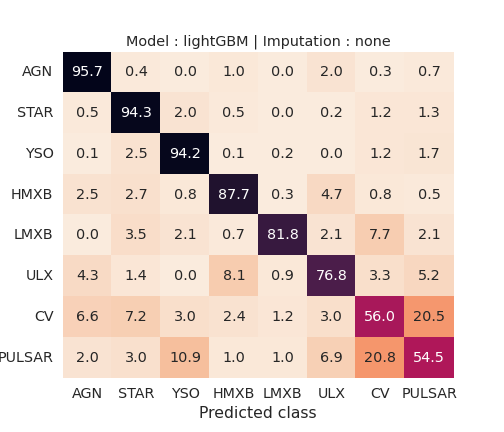 Model : lightGBM | Imputation : none
AGN 95.7 0.4 0.0 1.0 0.0 2.0 0.3 0.7
STAR 0.5 94.3 2.0 0.5 0.0 0.2 1.2 1.3
YSO 0.1 2.5 94.2 0.1 0.2 0.0 1.2 1.7
HMXB 2.5 2.7 0.8 87.7 0.3 4.7 0.8 0.5
LMXB 0.0 3.5 2.1 0.7 81.8 2.1 7.7 2.1
ULX 4.3 1.4 0.0 8.1 0.9 76.8 3.3 5.2
CV 6.6 7.2 3.0 2.4 1.2 3.0 56.0 20.5
PULSAR 2.0 3.0 10.9 1.0 1.0 6.9 20.8 54.5
AGN STAR YSO HMXB LMXB ULX CV PULSAR
Predicted class